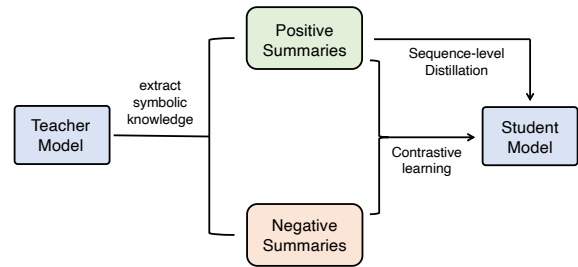 Positive
Summaries
Sequence-level
Distillation
extract
symbolic
knowledge
Teacher
Model
Student
Model
Contrastive
learning
Negative
Summaries